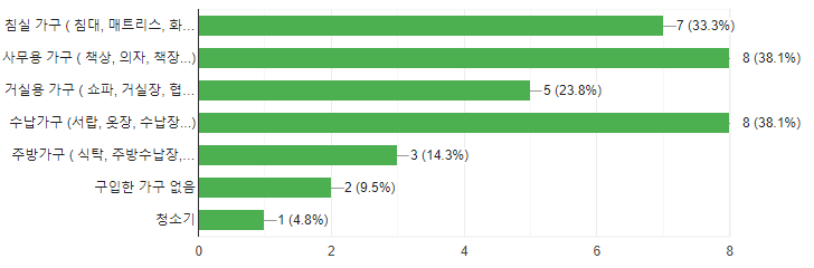 침실 가구 ( 침대, 매트리스, 화... 7 (33.3%)
사무용 가구 ( 책상, 의자, 책장...) 8 (38.1%)
거실용 가구 ( 쇼파, 거실장, 협... 5 (23.8%)
수납가구 (서랍, 옷장, 수납장...) 8 (38.1%)
주방가구 ( 식탁, 주방수납장,... 3 (14.3%)
구입한 가구 없음 2 (9.5%)
청소기 1 (4.8%)
0 2 4 6 8